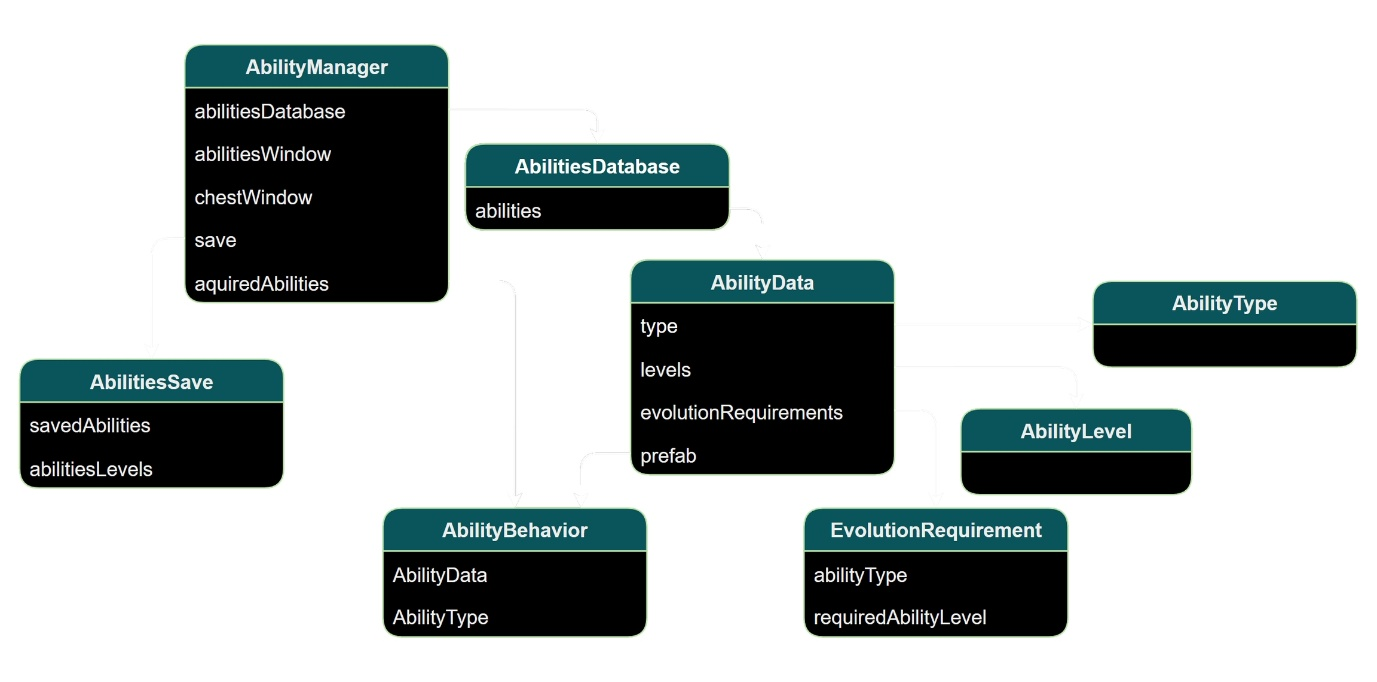 AbilityManager
abilitiesDatabase
abilitiesWindow
chestWindow
save
aquiredAbilities
AbilitiesDatabase
abilities
AbilityData
type
levels
evolutionRequirements
prefab
AbilityType
AbilityLevel
AbilitiesSave
savedAbilities
abilitiesLevels
AbilityBehavior
AbilityData
AbilityType
EvolutionRequirement
abilityType
requiredAbilityLevel